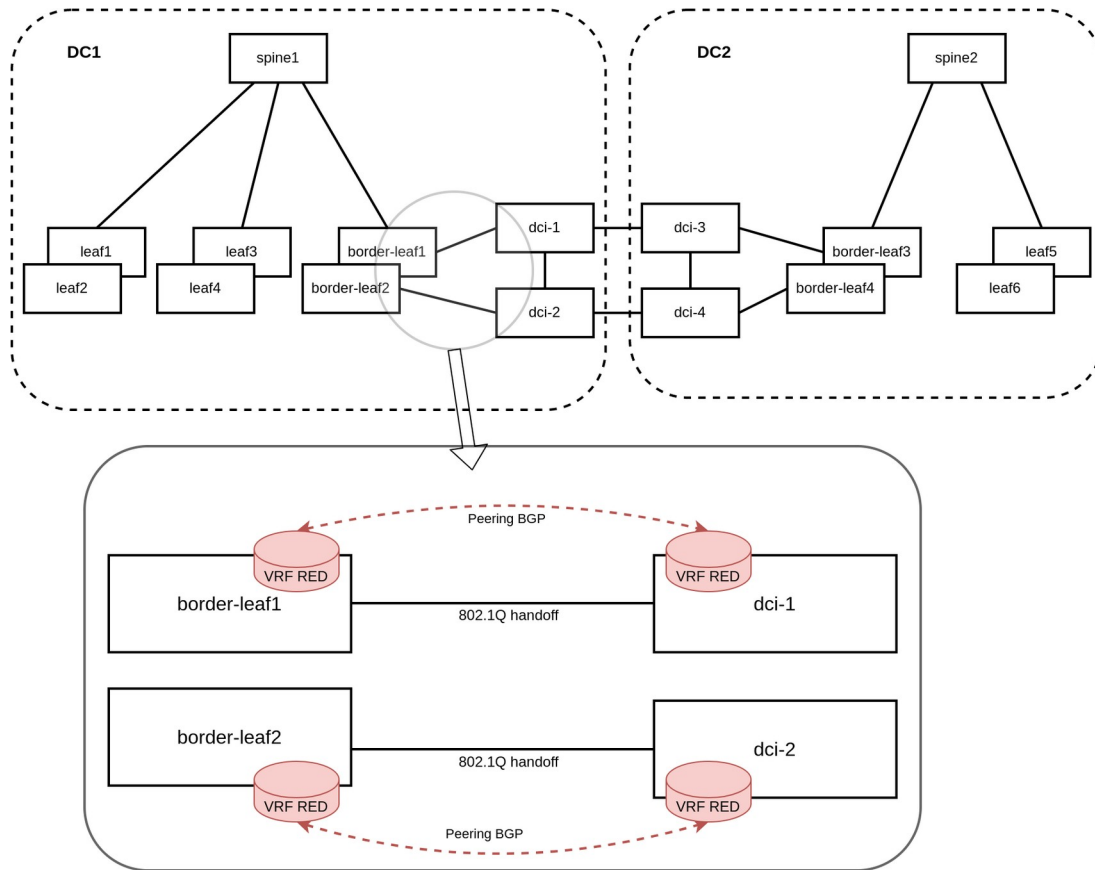 DC1
spine1
leaf1
leaf2
leaf3
leaf4
border-leaf1
border-leaf2
dci-1
dci-2
DC2
spine2
dci-3
dci-4
border-leaf3
border-leaf4
leaf5
leaf6
Peering BGP
VRF RED
VRF RED
border-leaf1
802.1Q handoff
dci-1
border-leaf2
802.1Q handoff
dci-2
VRF RED
VRF RED
Peering BGP